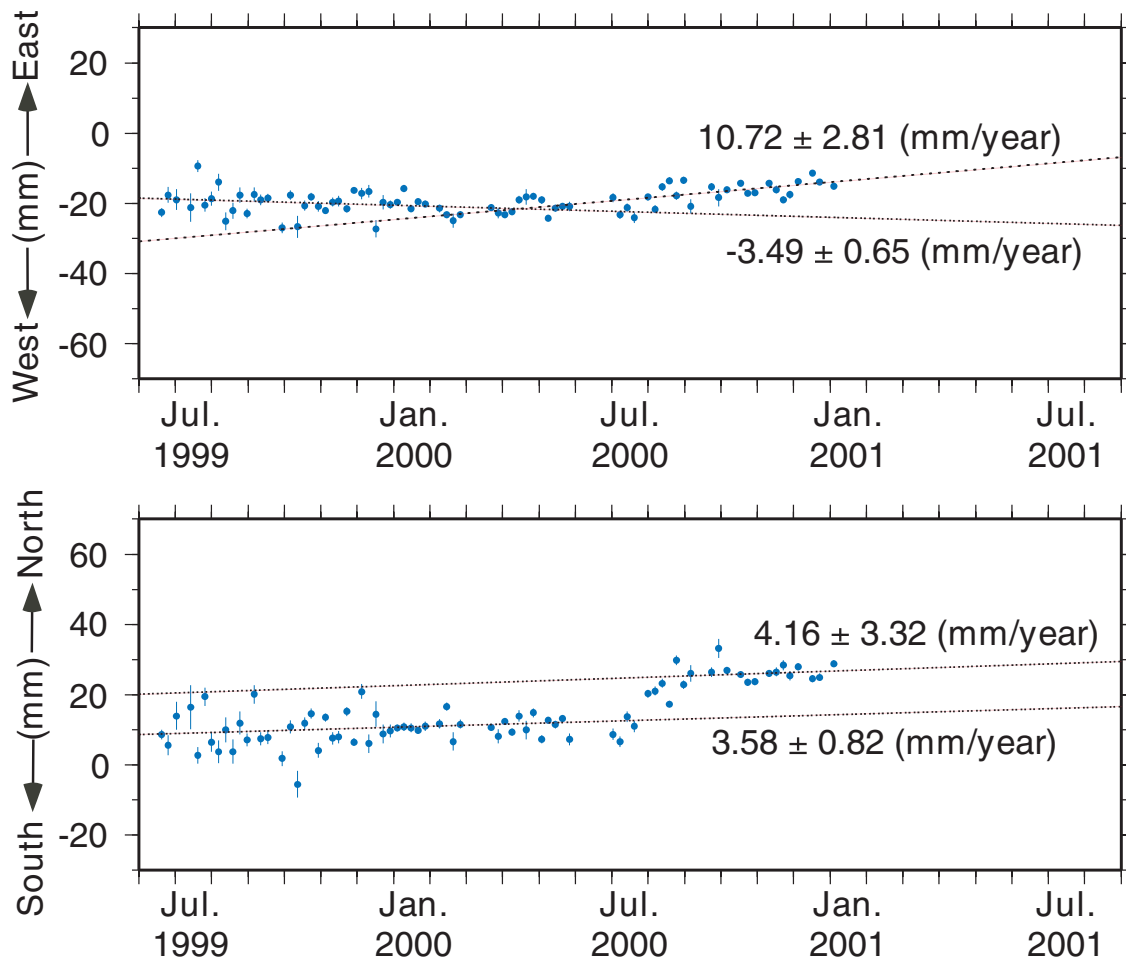 West (mm) East
20
0
-20
-40
-60
10.72 ± 2.81 (mm/year)
-3.49 ± 0.65 (mm/year)
Jul. Jan. Jul. Jan. Jul.
1999 2000 2000 2001 2001
South (mm) North
60
40
20
0
-20
4.16 ± 3.32 (mm/year)
3.58 ± 0.82 (mm/year)
Jul. Jan. Jul. Jan. Jul.
1999 2000 2000 2001 2001